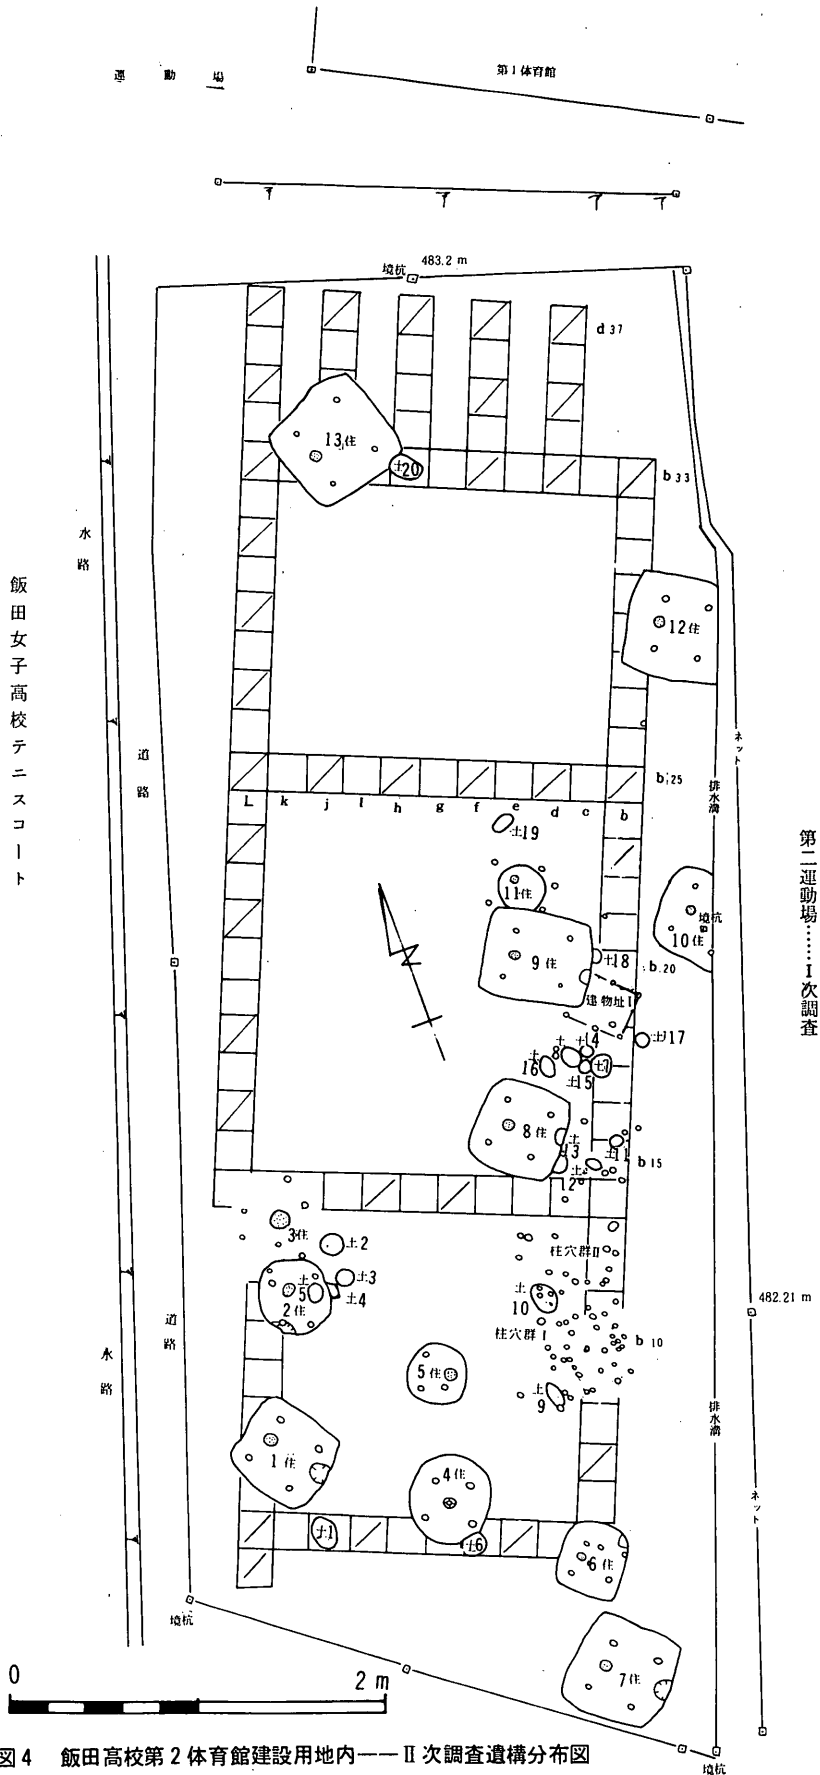 運動場
第1体育館
境杭
483.2 m
d 37
13住
土20
b 33
水路
飯田女子高校テニスコート
12住
道路
ネット
排水溝
b 25
L k j i h g f e d c b
土19
11住
第二運動場……Ⅰ次調査
境杭
10住
9住
土18
b 20
建物址Ⅰ
土17
土14
土8
土16
土7
土15
8住
土13
土11
b 15
土12
3住
土2
柱穴群Ⅱ
土3
土5
土4
2住
土10
482.21 m
柱穴群Ⅰ
b 10
道路
水路
5住
土9
排水溝
1住
4住
ネット
土1
土6
6住
境杭
7住
0
2 m
境杭
図4 飯田高校第2体育館建設用地内――Ⅱ次調査遺構分布図